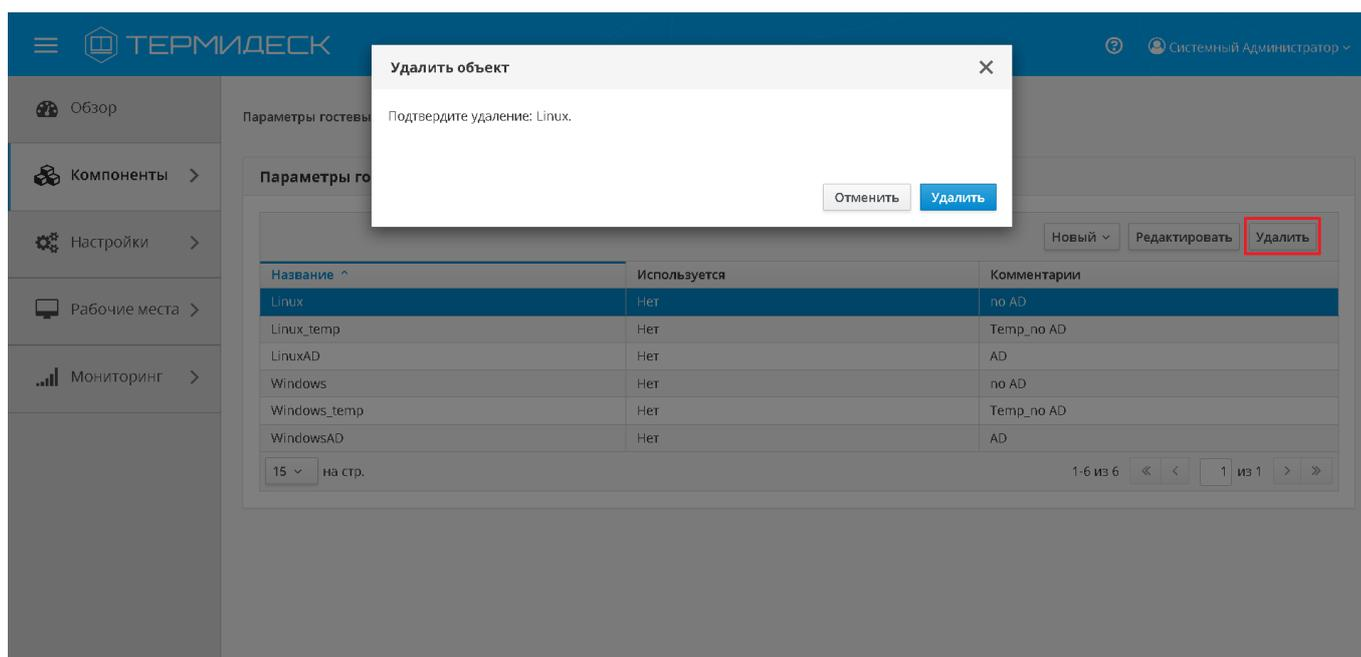 ТЕРМИДЕСК
Системный Администратор
Удалить объект
Подтвердите удаление: Linux.
Отменить
Удалить
Обзор
Компоненты
Настройки
Рабочие места
Мониторинг
Параметры гостевы
Параметры го
Новый
Редактировать
Удалить
Название Используется Комментарии
Linux Нет no AD
Linux_temp Нет Temp_no AD
LinuxAD Нет AD
Windows Нет no AD
Windows_temp Нет Temp_no AD
WindowsAD Нет AD
15 на стр.
1-6 из 6
1 из 1